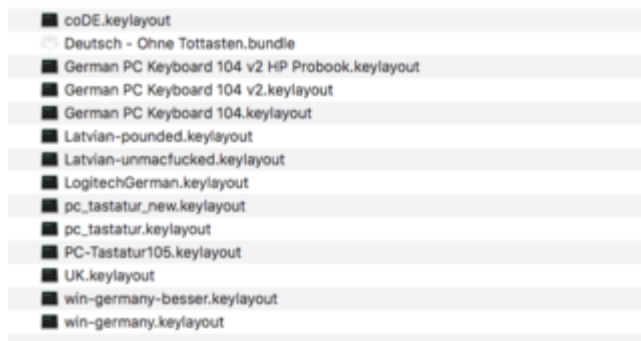 coDE.keylayout
Deutsch - Ohne Tottasten.bundle
German PC Keyboard 104 v2 HP Probook.keylayout
German PC Keyboard 104 v2.keylayout
German PC Keyboard 104.keylayout
Latvian-pounded.keylayout
Latvian-unmacfucked.keylayout
LogitechGerman.keylayout
pc_tastatur_new.keylayout
pc_tastatur.keylayout
PC-Tastatur105.keylayout
UK.keylayout
win-germany-besser.keylayout
win-germany.keylayout